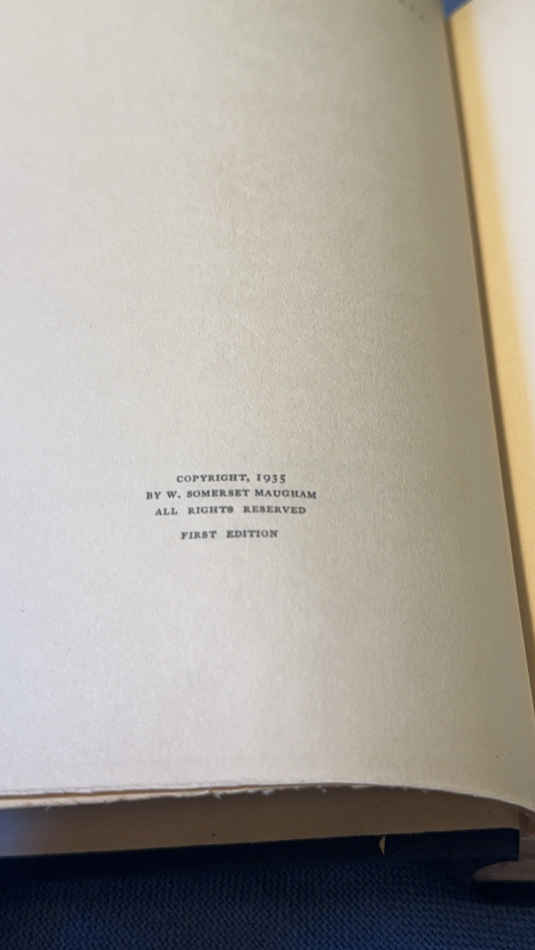 COPYRIGHT, 1935
BY W. SOMERSET MAUGHAM
ALL RIGHTS RESERVED
FIRST EDITION